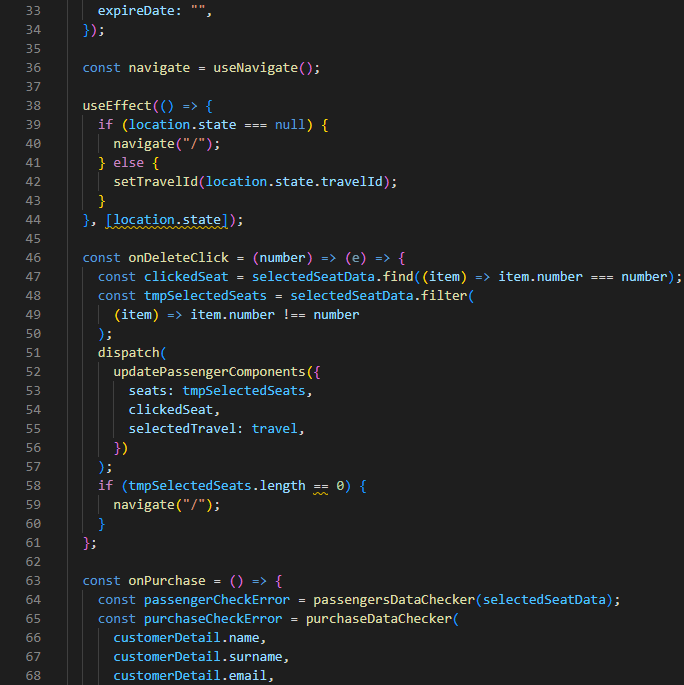 33     expireDate: "",
34   });
35
36   const navigate = useNavigate();
37
38   useEffect(() => {
39     if (location.state === null) {
40       navigate("/");
41     } else {
42       setTravelId(location.state.travelId);
43     }
44   }, [location.state]);
45
46   const onDeleteClick = (number) => (e) => {
47     const clickedSeat = selectedSeatData.find((item) => item.number === number);
48     const tmpSelectedSeats = selectedSeatData.filter(
49       (item) => item.number !== number
50     );
51     dispatch(
52       updatePassengerComponents({
53         seats: tmpSelectedSeats,
54         clickedSeat,
55         selectedTravel: travel,
56       })
57     );
58     if (tmpSelectedSeats.length == 0) {
59       navigate("/");
60     }
61   };
62
63   const onPurchase = () => {
64     const passengerCheckError = passengersDataChecker(selectedSeatData);
65     const purchaseCheckError = purchaseDataChecker(
66       customerDetail.name,
67       customerDetail.surname,
68       customerDetail.email,